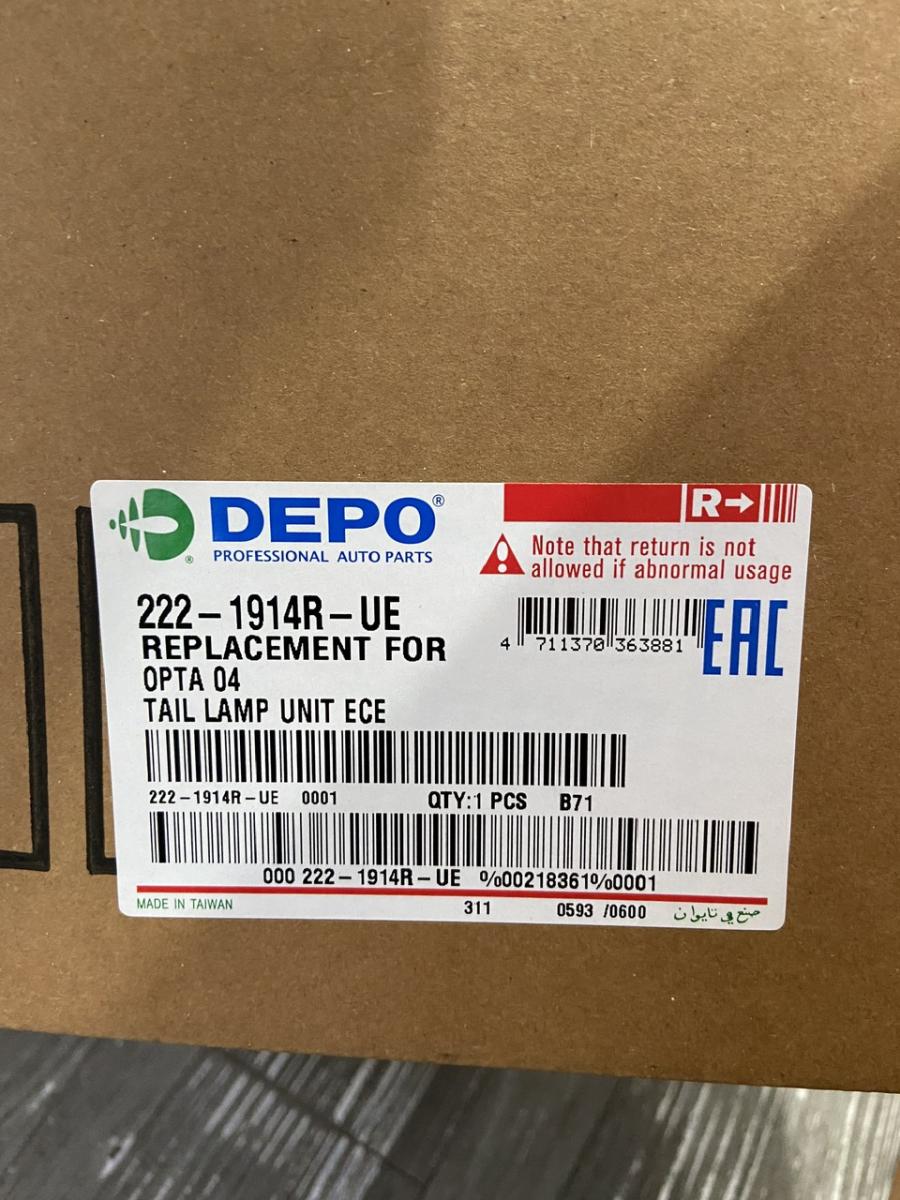 DEPO®
PROFESSIONAL AUTO PARTS
R→
Note that return is not
allowed if abnormal usage
222-1914R-UE
REPLACEMENT FOR
OPTA 04
TAIL LAMP UNIT ECE
4 711370 363881
EAC
222-1914R-UE 0001 QTY:1 PCS B71
000 222-1914R-UE %00218361%0001
MADE IN TAIWAN 311 0593 /0600 صنع في تايوان